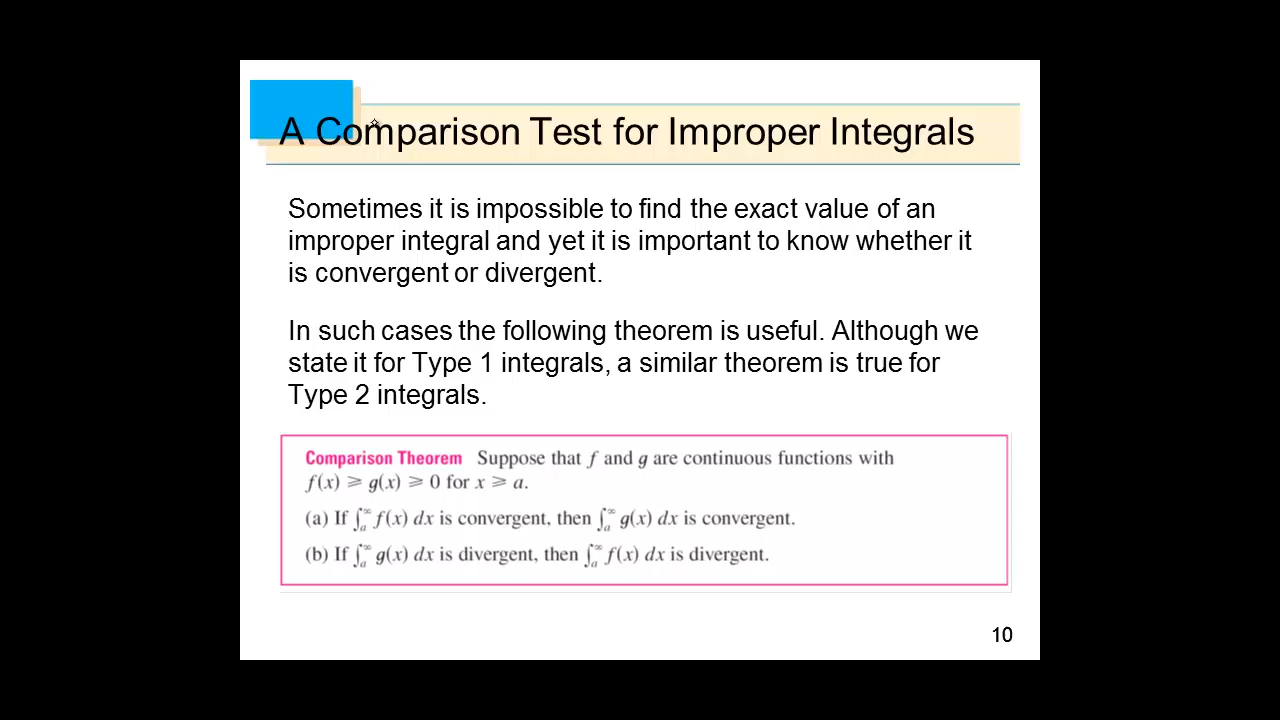 A Comparison Test for Improper Integrals
Sometimes it is impossible to find the exact value of an
improper integral and yet it is important to know whether it
is convergent or divergent.
In such cases the following theorem is useful. Although we
state it for Type 1 integrals, a similar theorem is true for
Type 2 integrals.
Comparison Theorem Suppose that f and g are continuous functions with
f(x) ⩾ g(x) ⩾ 0 for x ⩾ a.
(a) If ∫ₐ^∞ f(x) dx is convergent, then ∫ₐ^∞ g(x) dx is convergent.
(b) If ∫ₐ^∞ g(x) dx is divergent, then ∫ₐ^∞ f(x) dx is divergent.
10